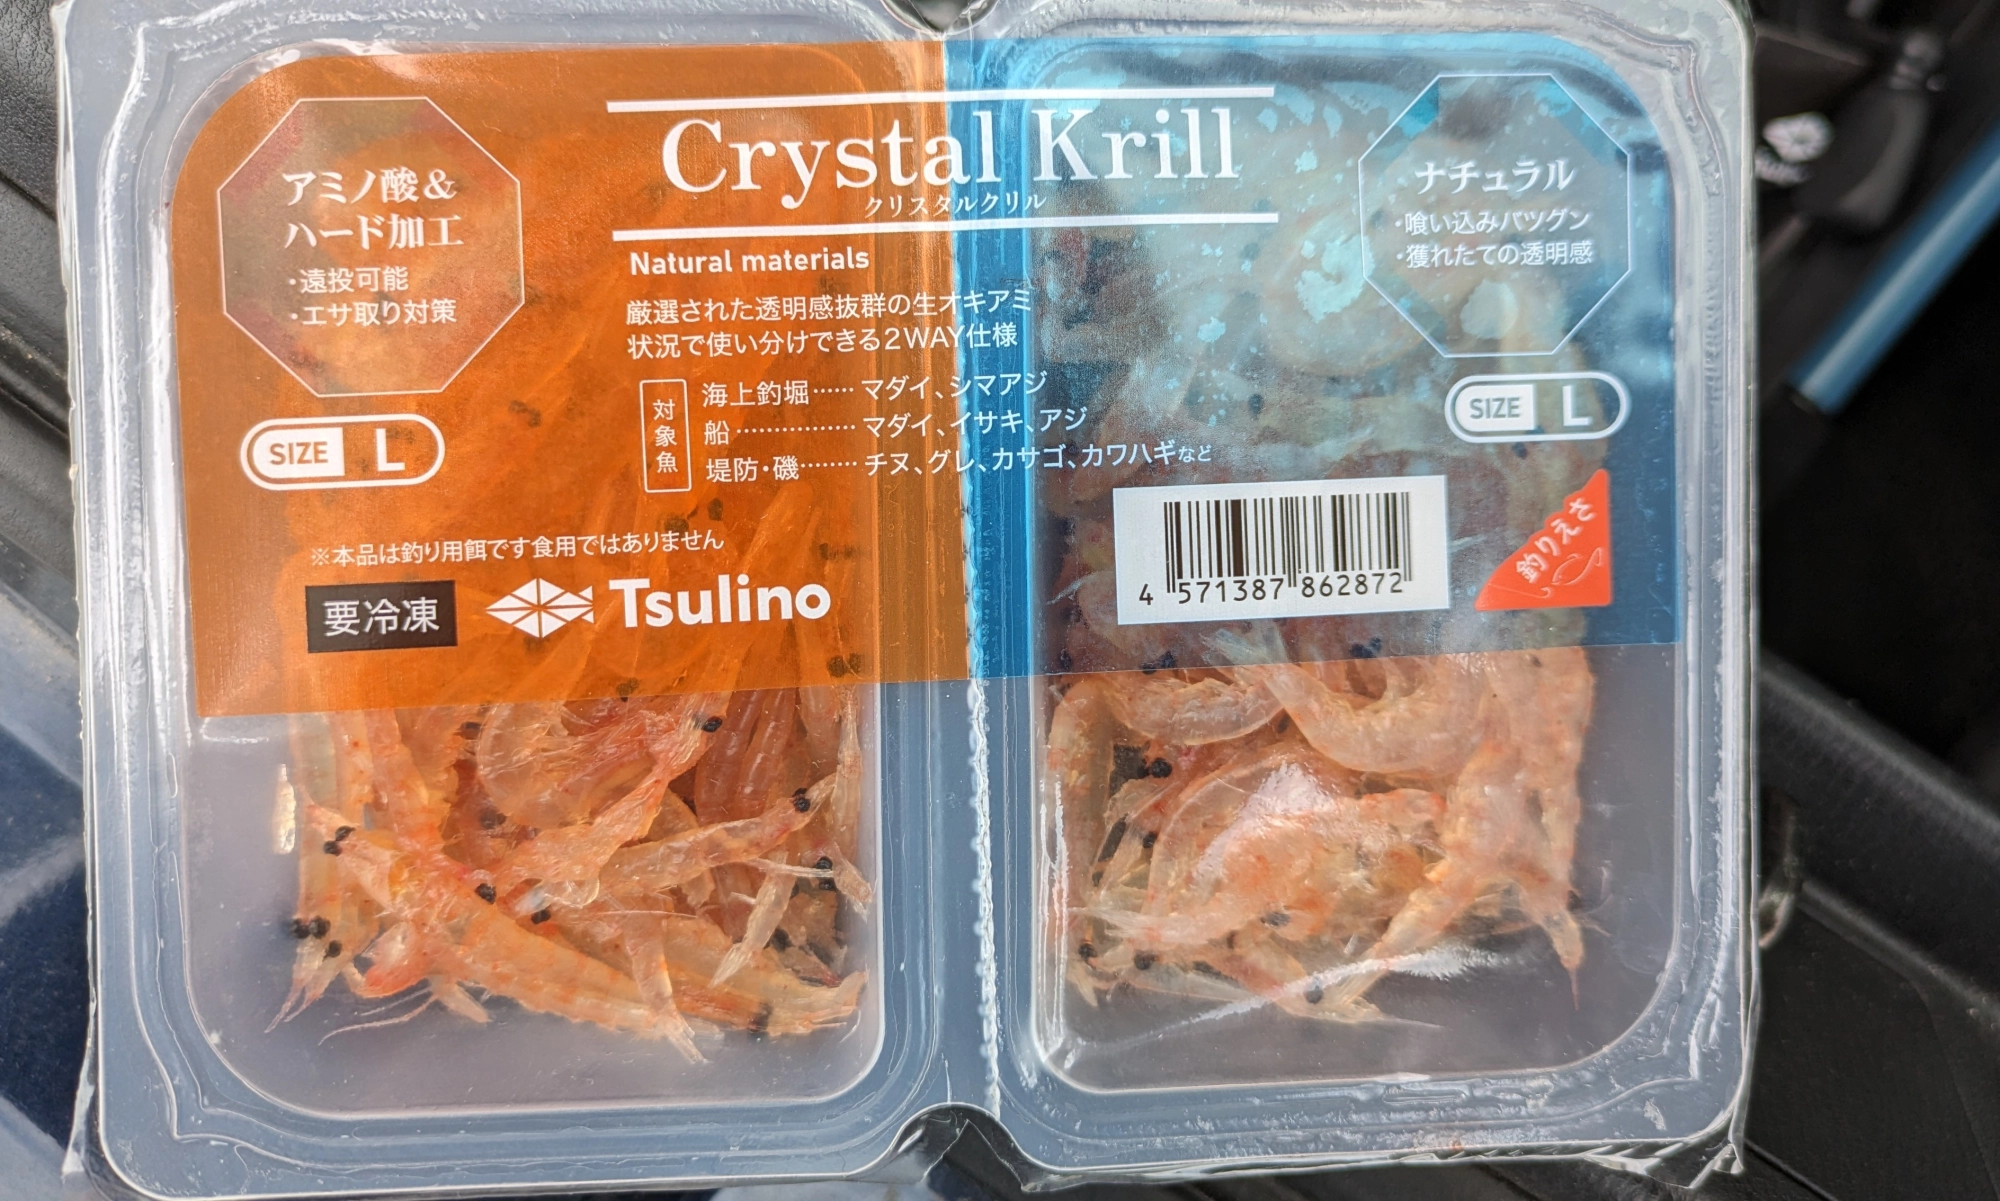 Crystal Krill
クリスタルクリル
アミノ酸&
ハード加工
・遠投可能
・エサ取り対策
SIZE L
Natural materials
厳選された透明感抜群の生オキアミ
状況で使い分けできる2WAY仕様
対象魚
海上釣堀……マダイ、シマアジ
船……………マダイ、イサキ、アジ
堤防・磯………チヌ、グレ、カサゴ、カワハギなど
ナチュラル
・喰い込みバツグン
・獲れたての透明感
SIZE L
※本品は釣り用餌です食用ではありません
要冷凍
Tsulino
4 571387 862872
釣りえさ